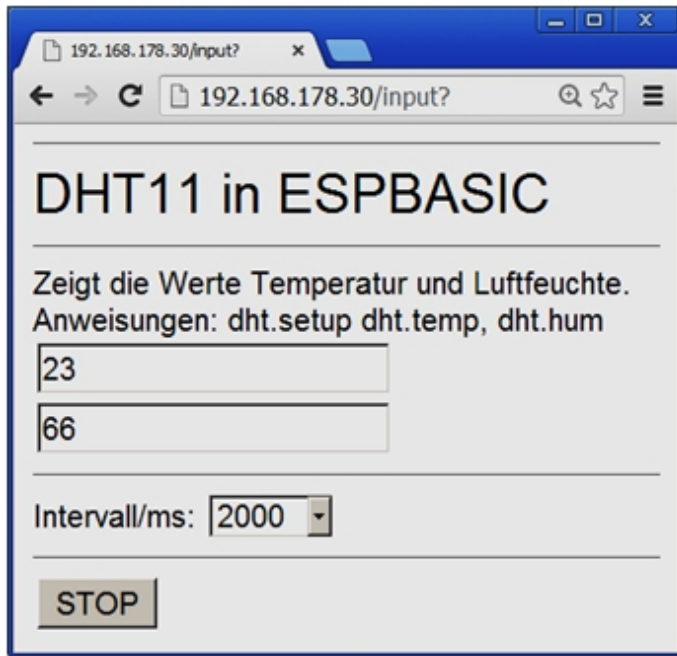 192.168.178.30/input?
192.168.178.30/input?
DHT11 in ESPBASIC
Zeigt die Werte Temperatur und Luftfeuchte.
Anweisungen: dht.setup dht.temp, dht.hum
23
66
Intervall/ms: 2000
STOP